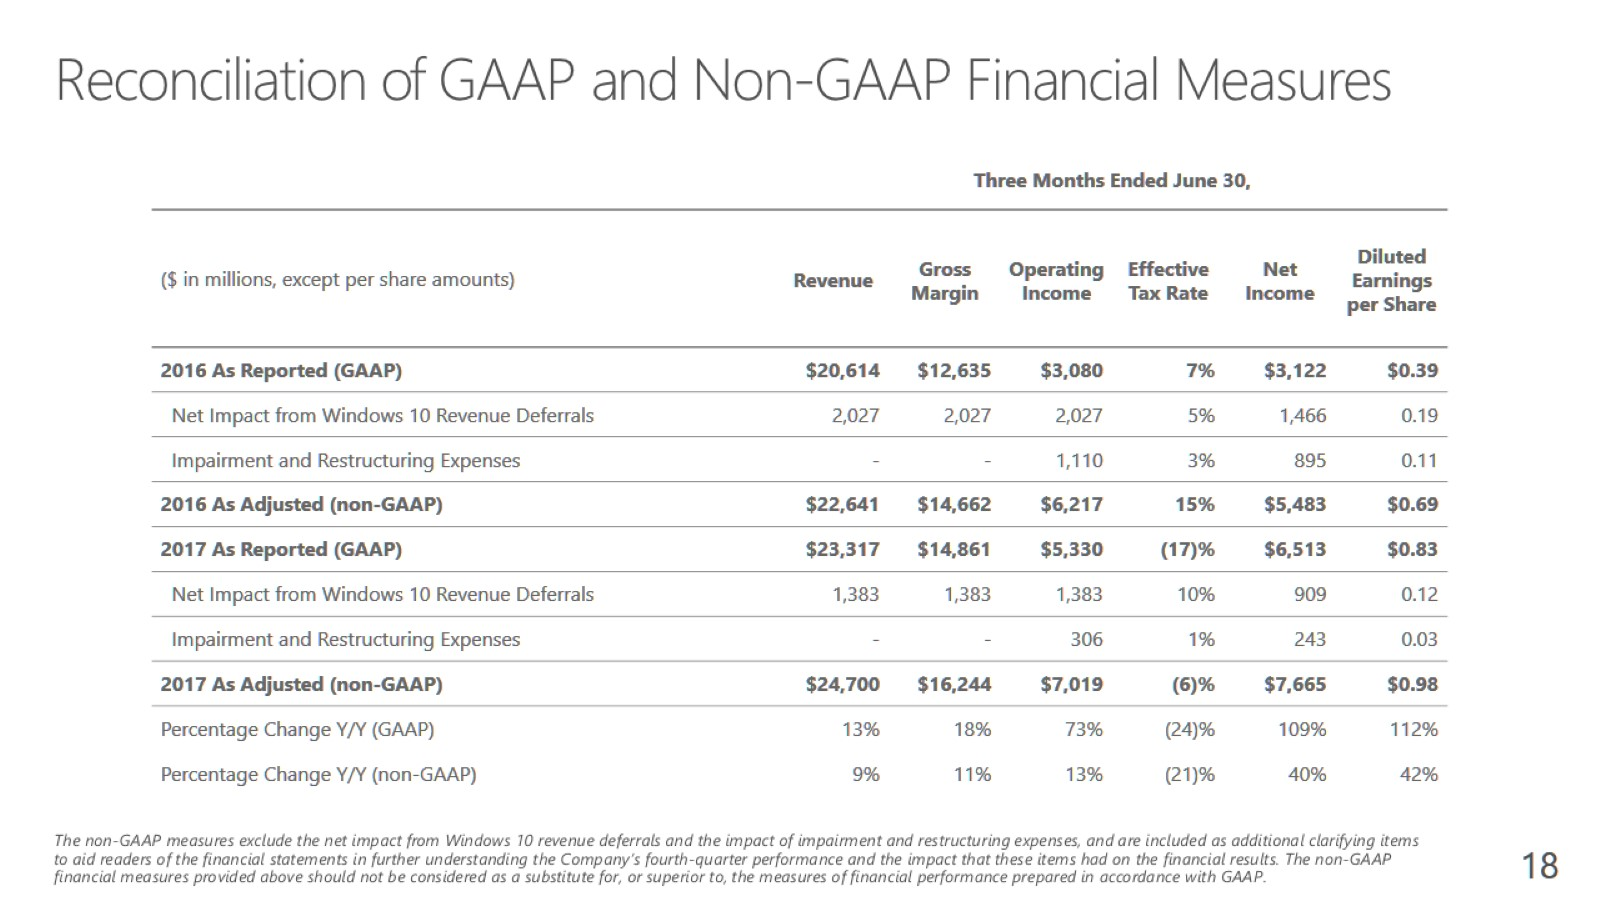 Reconciliation of GAAP and Non-GAAP Financial Measures
Three Months Ended June 30,
($ in millions, except per share amounts) Revenue Gross Margin Operating Income Effective Tax Rate Net Income Diluted Earnings per Share
2016 As Reported (GAAP) $20,614 $12,635 $3,080 7% $3,122 $0.39
Net Impact from Windows 10 Revenue Deferrals 2,027 2,027 2,027 5% 1,466 0.19
Impairment and Restructuring Expenses - - 1,110 3% 895 0.11
2016 As Adjusted (non-GAAP) $22,641 $14,662 $6,217 15% $5,483 $0.69
2017 As Reported (GAAP) $23,317 $14,861 $5,330 (17)% $6,513 $0.83
Net Impact from Windows 10 Revenue Deferrals 1,383 1,383 1,383 10% 909 0.12
Impairment and Restructuring Expenses - - 306 1% 243 0.03
2017 As Adjusted (non-GAAP) $24,700 $16,244 $7,019 (6)% $7,665 $0.98
Percentage Change Y/Y (GAAP) 13% 18% 73% (24)% 109% 112%
Percentage Change Y/Y (non-GAAP) 9% 11% 13% (21)% 40% 42%
The non-GAAP measures exclude the net impact from Windows 10 revenue deferrals and the impact of impairment and restructuring expenses, and are included as additional clarifying items
to aid readers of the financial statements in further understanding the Company's fourth-quarter performance and the impact that these items had on the financial results. The non-GAAP
financial measures provided above should not be considered as a substitute for, or superior to, the measures of financial performance prepared in accordance with GAAP.
18